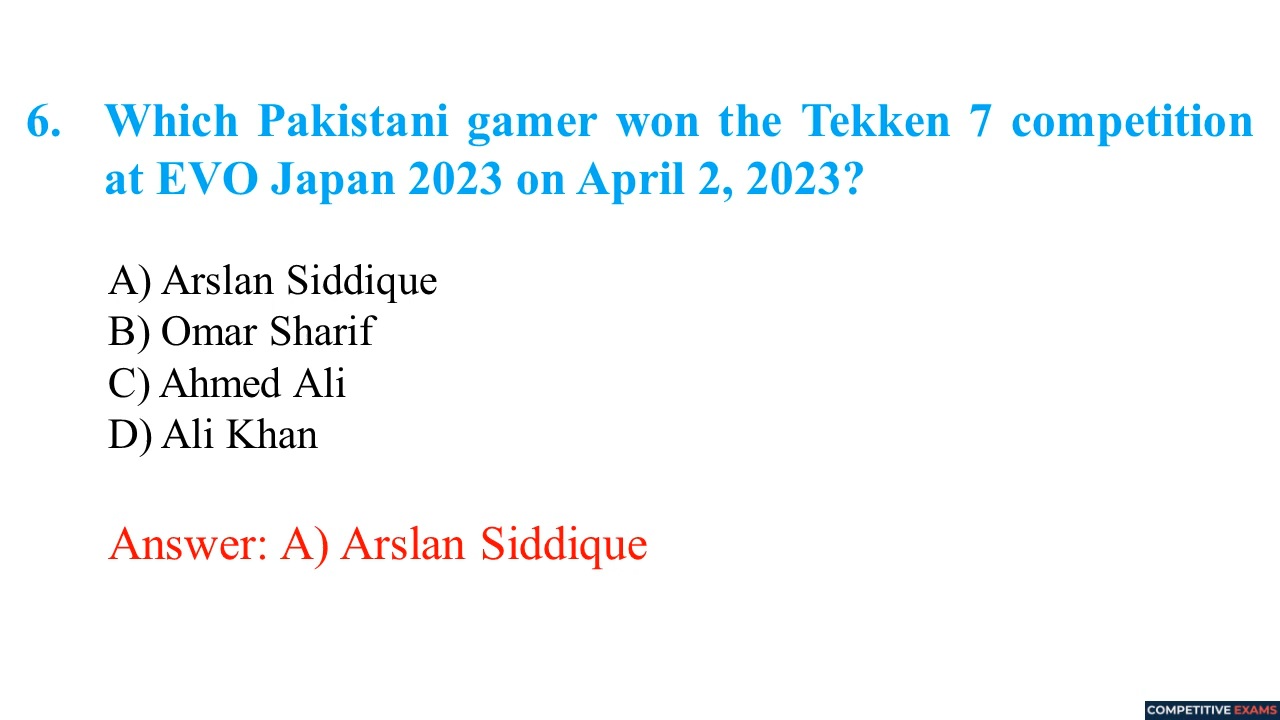 6. Which Pakistani gamer won the Tekken 7 competition
at EVO Japan 2023 on April 2, 2023?
A) Arslan Siddique
B) Omar Sharif
C) Ahmed Ali
D) Ali Khan
Answer: A) Arslan Siddique
COMPETITIVE EXAMS